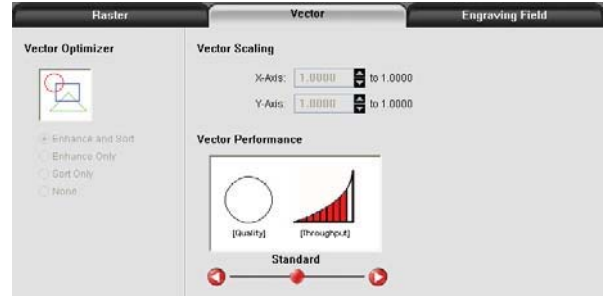 Raster
Vector
Engraving Field
Vector Optimizer
Enhance and Sort
Enhance Only
Sort Only
None
Vector Scaling
X-Axis: 1.0000 to 1.0000
Y-Axis: 1.0000 to 1.0000
Vector Performance
[Quality] [Throughput]
Standard